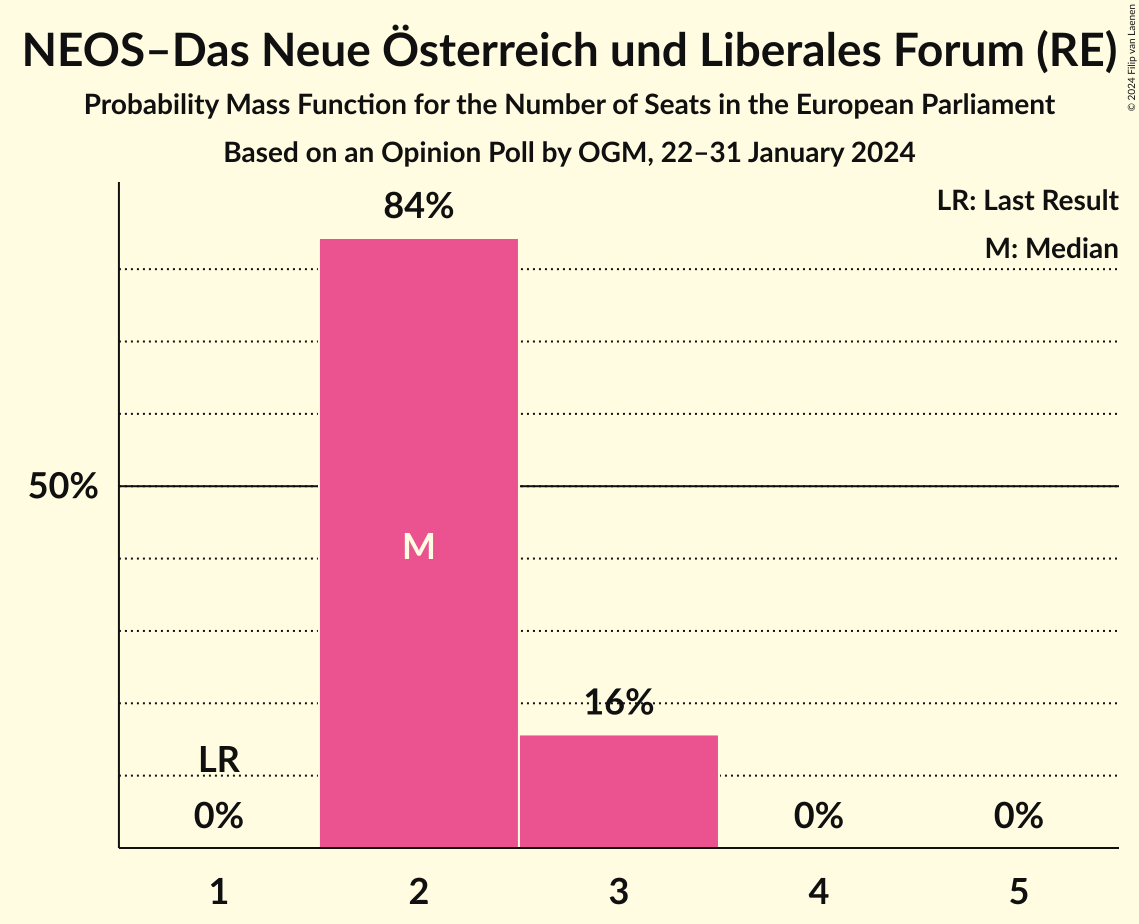 NEOS–Das Neue Österreich und Liberales Forum (RE)
Probability Mass Function for the Number of Seats in the European Parliament
Based on an Opinion Poll by OGM, 22–31 January 2024
© 2024 Filip van Laenen
LR: Last Result
M: Median
84%
50%
M
16%
LR
0%
0%
0%
1
2
3
4
5